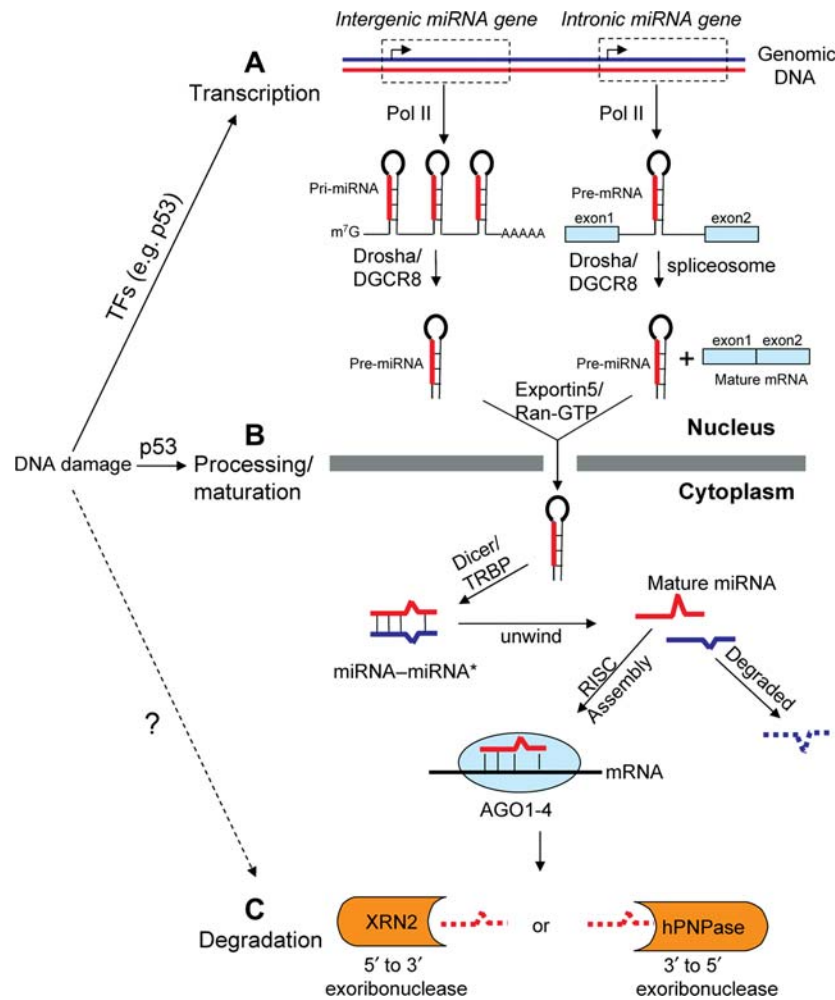 Intergenic miRNA gene
Intronic miRNA gene
A
Transcription
Genomic
DNA
Pol II
Pol II
Pri-miRNA
Pre-mRNA
m⁷G
AAAAA
exon1
exon2
Drosha/
DGCR8
Drosha/
DGCR8
spliceosome
TFs (e.g. p53)
Pre-miRNA
Pre-miRNA
+
exon1
exon2
Mature mRNA
Exportin5/
Ran-GTP
Nucleus
B
DNA damage
p53
Processing/
maturation
Cytoplasm
Dicer/
TRBP
Mature miRNA
unwind
miRNA–miRNA*
RISC
Assembly
Degraded
?
mRNA
AGO1-4
C
Degradation
XRN2
or
hPNPase
5′ to 3′
exoribonuclease
3′ to 5′
exoribonuclease